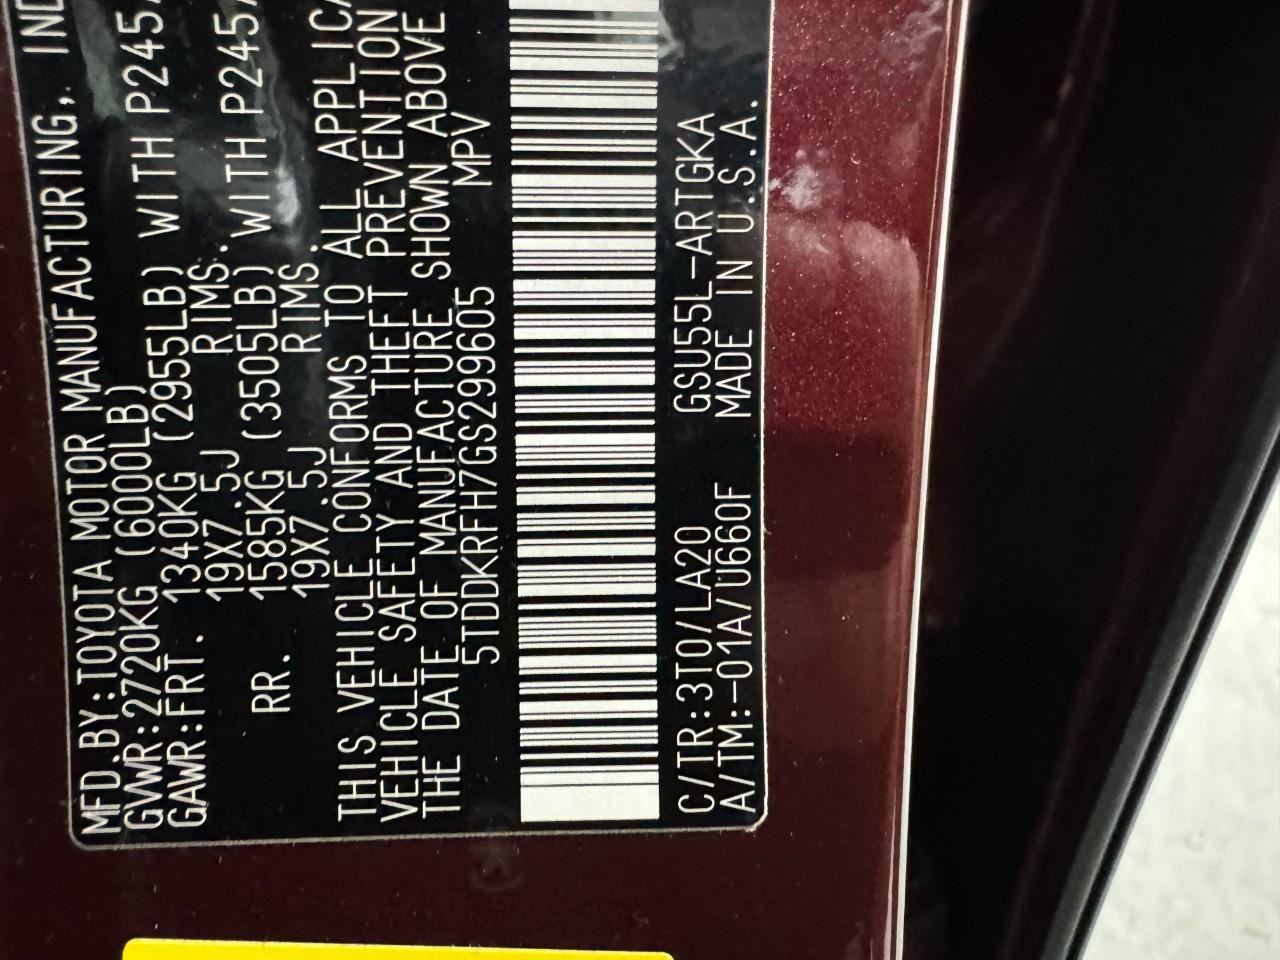 MFD.BY:TOYOTA MOTOR MANUFACTURING, IND
GVWR:2720KG (6000LB)
GAWR:FRT. 1340KG (2955LB) WITH P245/
19X7.5J RIMS.
RR. 1585KG (3505LB) WITH P245/
19X7.5J RIMS.
THIS VEHICLE CONFORMS TO ALL APPLICA
VEHICLE SAFETY AND THEFT PREVENTION
THE DATE OF MANUFACTURE SHOWN ABOVE
5TDDKRFH7GS299605 MPV
C/TR:3T0/LA20 GSU55L-ARTGKA
A/TM:-01A/U660F MADE IN U.S.A.